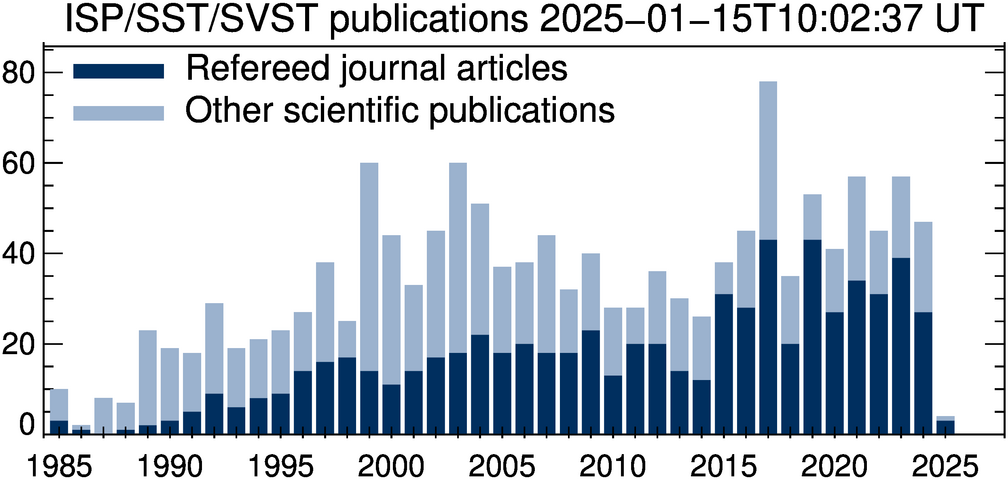 ISP/SST/SVST publications 2025−01−15T10:02:37 UT
Refereed journal articles
Other scientific publications
80
60
40
20
0
1985 1990 1995 2000 2005 2010 2015 2020 2025